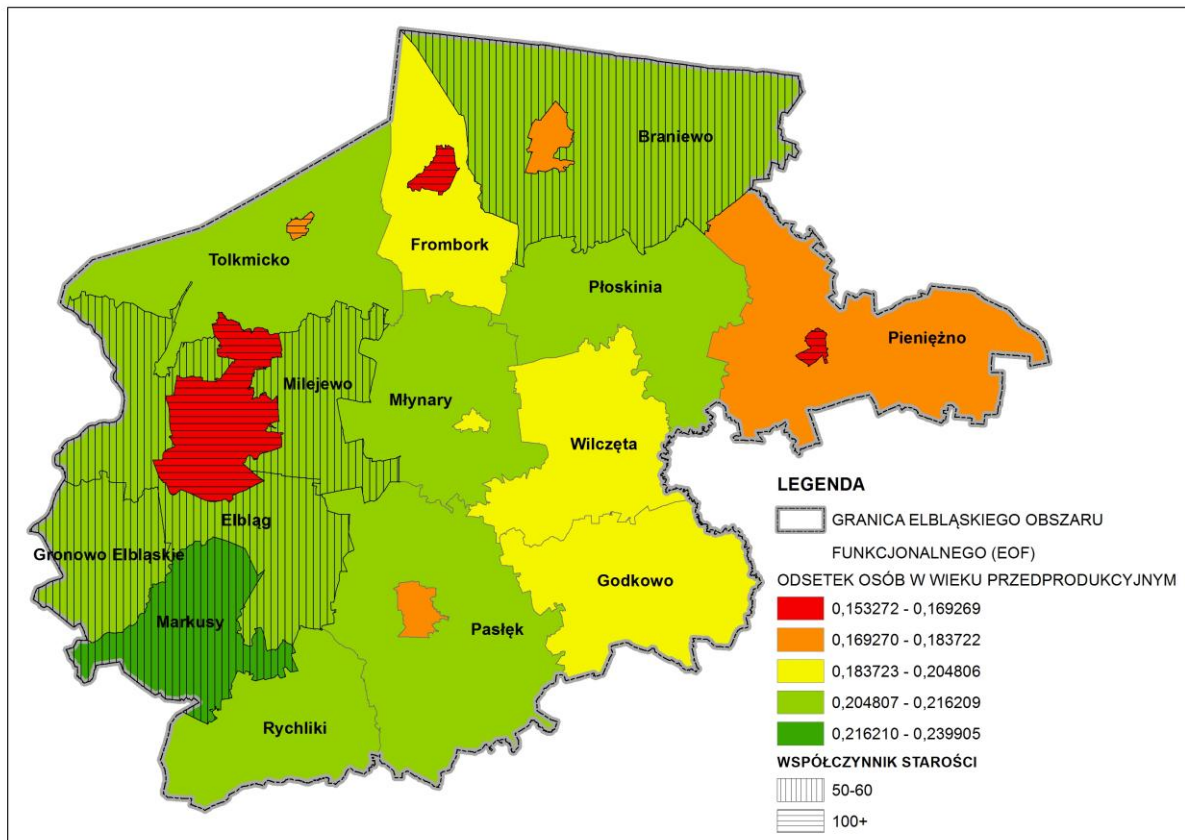 Braniewo
Frombork
Tolkmicko
Płoskinia
Pieniężno
Milejewo
Młynary
Wilczęta
Elbląg
Gronowo Elbląskie
Godkowo
Markusy
Pasłęk
Rychliki
LEGENDA
GRANICA ELBLĄSKIEGO OBSZARU
FUNKCJONALNEGO (EOF)
ODSETEK OSÓB W WIEKU PRZEDPRODUKCYJNYM
0,153272 - 0,169269
0,169270 - 0,183722
0,183723 - 0,204806
0,204807 - 0,216209
0,216210 - 0,239905
WSPÓŁCZYNNIK STAROŚCI
50-60
100+